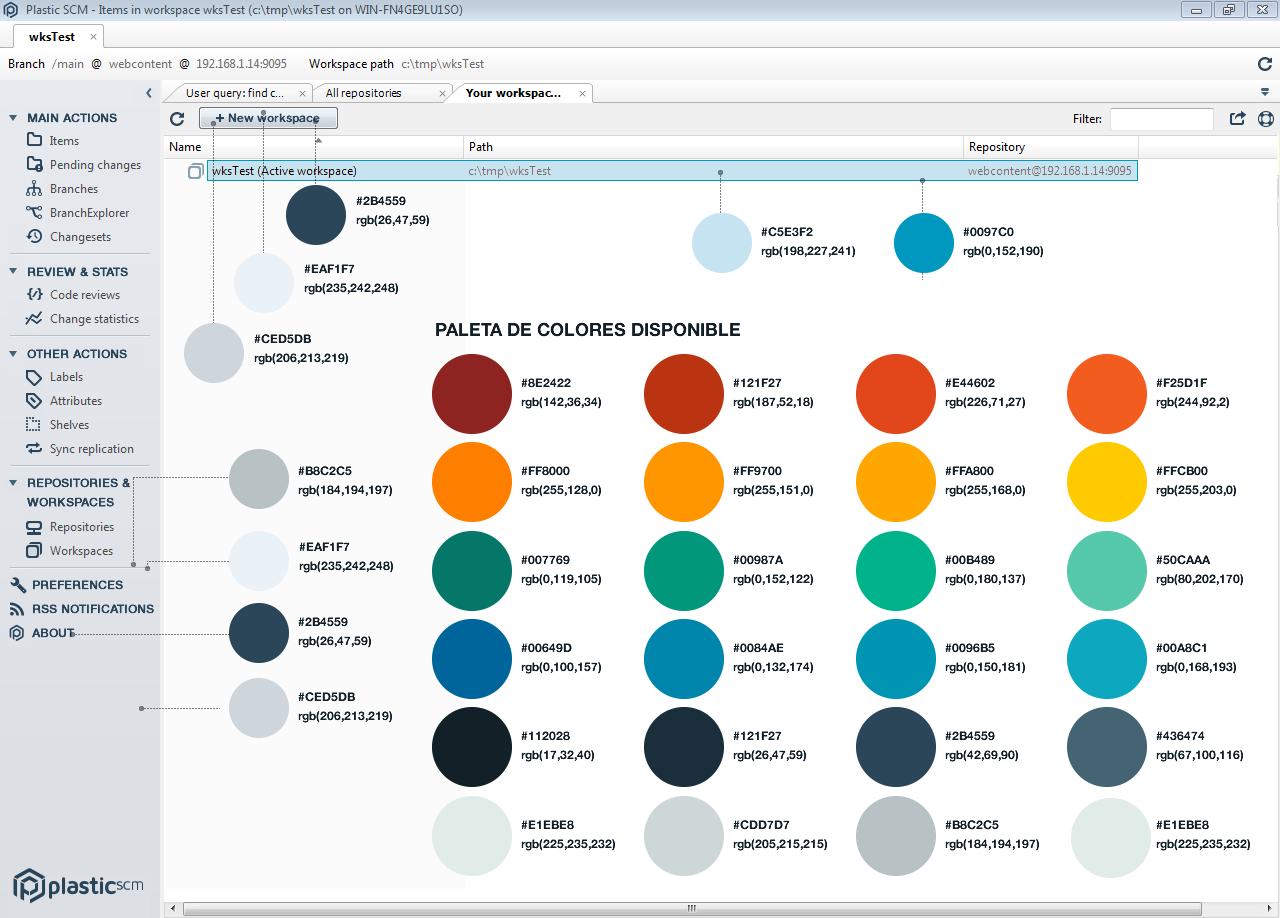 Plastic SCM - Items in workspace wksTest (c:\tmp\wksTest on WIN-FN4GE9LU1SO)
wksTest
Branch /main @ webcontent @ 192.168.1.14:9095 Workspace path c:\tmp\wksTest
User query: find c... All repositories Your workspac...
+ New workspace Filter:
Name Path Repository
wksTest (Active workspace) c:\tmp\wksTest webcontent@192.168.1.14:9095
MAIN ACTIONS
Items
Pending changes
Branches
BranchExplorer
Changesets
REVIEW & STATS
Code reviews
Change statistics
OTHER ACTIONS
Labels
Attributes
Shelves
Sync replication
REPOSITORIES &
WORKSPACES
Repositories
Workspaces
PREFERENCES
RSS NOTIFICATIONS
ABOUT
plasticscm
#2B4559
rgb(26,47,59)
#EAF1F7
rgb(235,242,248)
#CED5DB
rgb(206,213,219)
#C5E3F2
rgb(198,227,241)
#0097C0
rgb(0,152,190)
#B8C2C5
rgb(184,194,197)
#EAF1F7
rgb(235,242,248)
#2B4559
rgb(26,47,59)
#CED5DB
rgb(206,213,219)
PALETA DE COLORES DISPONIBLE
#8E2422 #121F27 #E44602 #F25D1F
rgb(142,36,34) rgb(187,52,18) rgb(226,71,27) rgb(244,92,2)
#FF8000 #FF9700 #FFA800 #FFCB00
rgb(255,128,0) rgb(255,151,0) rgb(255,168,0) rgb(255,203,0)
#007769 #00987A #00B489 #50CAAA
rgb(0,119,105) rgb(0,152,122) rgb(0,180,137) rgb(80,202,170)
#00649D #0084AE #0096B5 #00A8C1
rgb(0,100,157) rgb(0,132,174) rgb(0,150,181) rgb(0,168,193)
#112028 #121F27 #2B4559 #436474
rgb(17,32,40) rgb(26,47,59) rgb(42,69,90) rgb(67,100,116)
#E1EBE8 #CDD7D7 #B8C2C5 #E1EBE8
rgb(225,235,232) rgb(205,215,215) rgb(184,194,197) rgb(225,235,232)